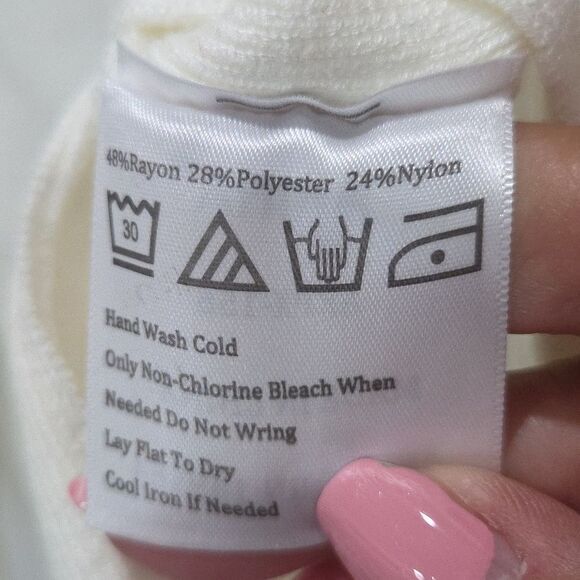 48%Rayon 28%Polyester 24%Nylon
30
Hand Wash Cold
Only Non-Chlorine Bleach When
Needed Do Not Wring
Lay Flat To Dry
Cool Iron If Needed